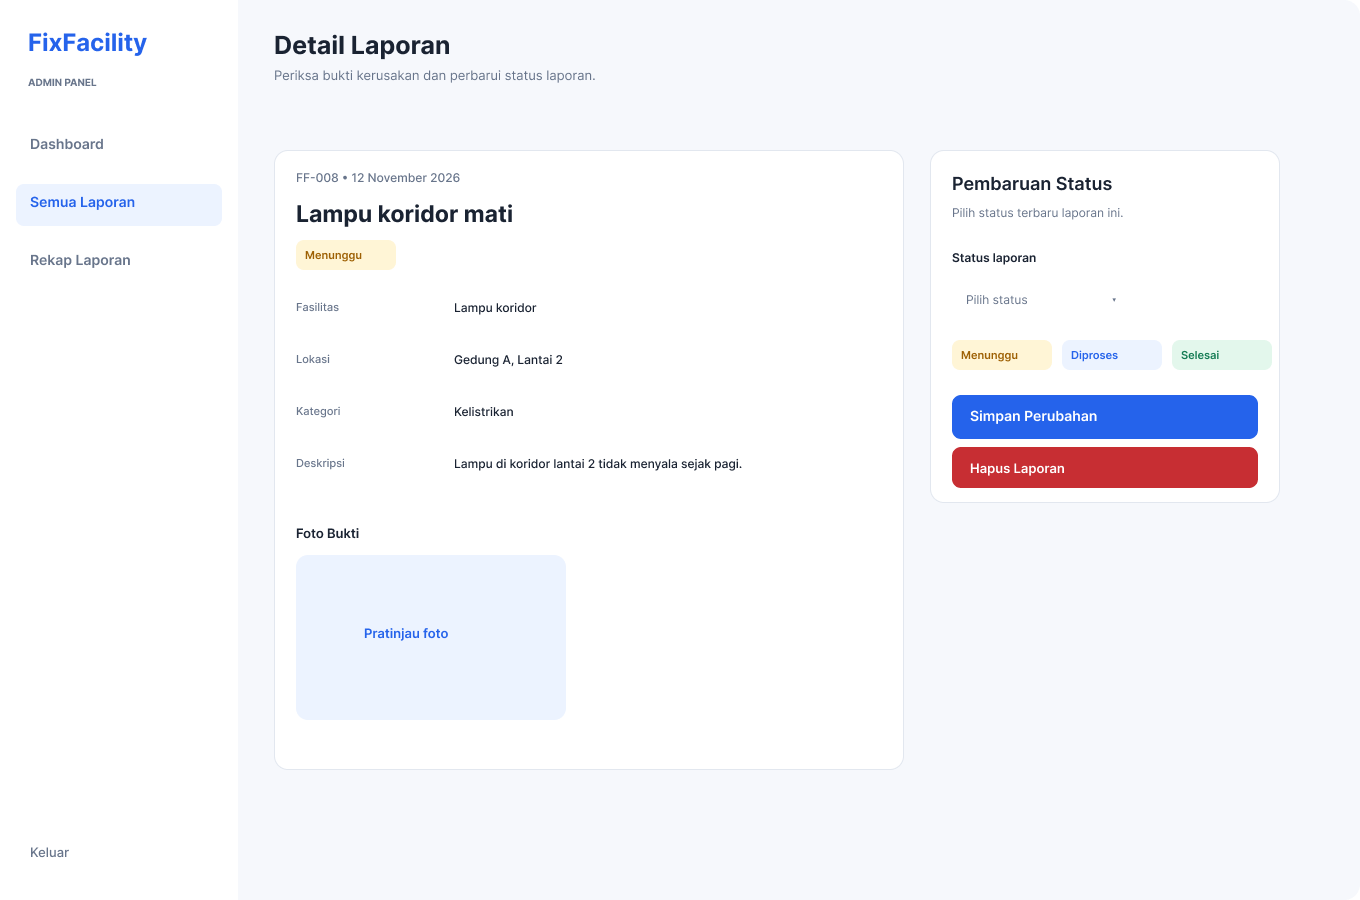 FixFacility
ADMIN PANEL
Dashboard
Semua Laporan
Rekap Laporan
Keluar
Detail Laporan
Periksa bukti kerusakan dan perbarui status laporan.
FF-008 • 12 November 2026
Lampu koridor mati
Menunggu
Fasilitas Lampu koridor
Lokasi Gedung A, Lantai 2
Kategori Kelistrikan
Deskripsi Lampu di koridor lantai 2 tidak menyala sejak pagi.
Foto Bukti
Pratinjau foto
Pembaruan Status
Pilih status terbaru laporan ini.
Status laporan
Pilih status
Menunggu Diproses Selesai
Simpan Perubahan
Hapus Laporan